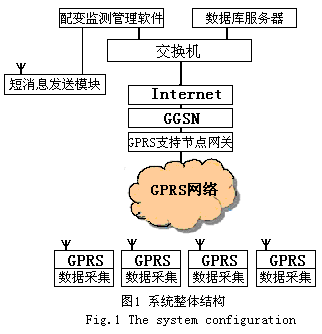 配变监测管理软件
数据库服务器
交换机
短消息发送模块
Internet
GGSN
GPRS支持节点网关
GPRS网络
GPRS
数据采集
GPRS
数据采集
GPRS
数据采集
GPRS
数据采集
图1 系统整体结构
Fig.1 The system configuration